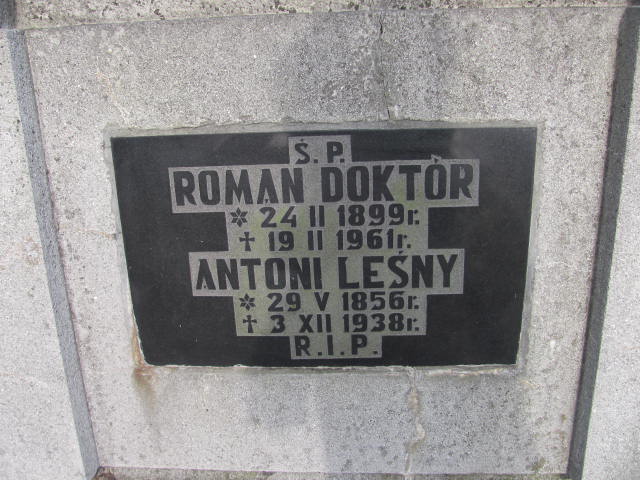 Ś. P.
ROMAN DOKTÓR
* 24 II 1899r.
† 19 II 1961r.
ANTONI LEŚNY
* 29 V 1856r.
† 3 XII 1938r.
R.I.P.